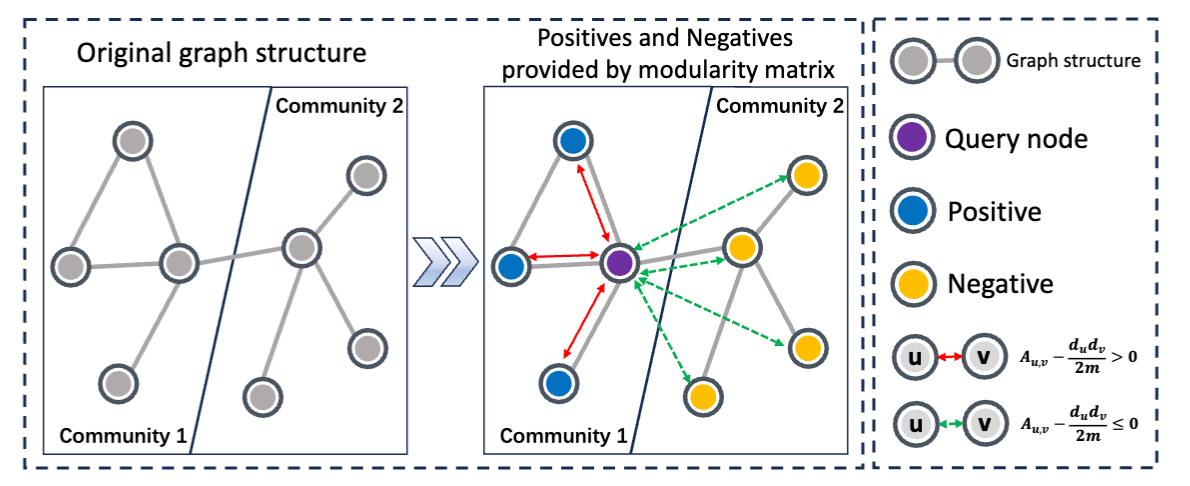 Original graph structure
Positives and Negatives
provided by modularity matrix
Community 2
Community 1
Community 2
Community 1
Graph structure
Query node
Positive
Negative
u v A_{u,v} - \frac{d_u d_v}{2m} > 0
u v A_{u,v} - \frac{d_u d_v}{2m} ≤ 0